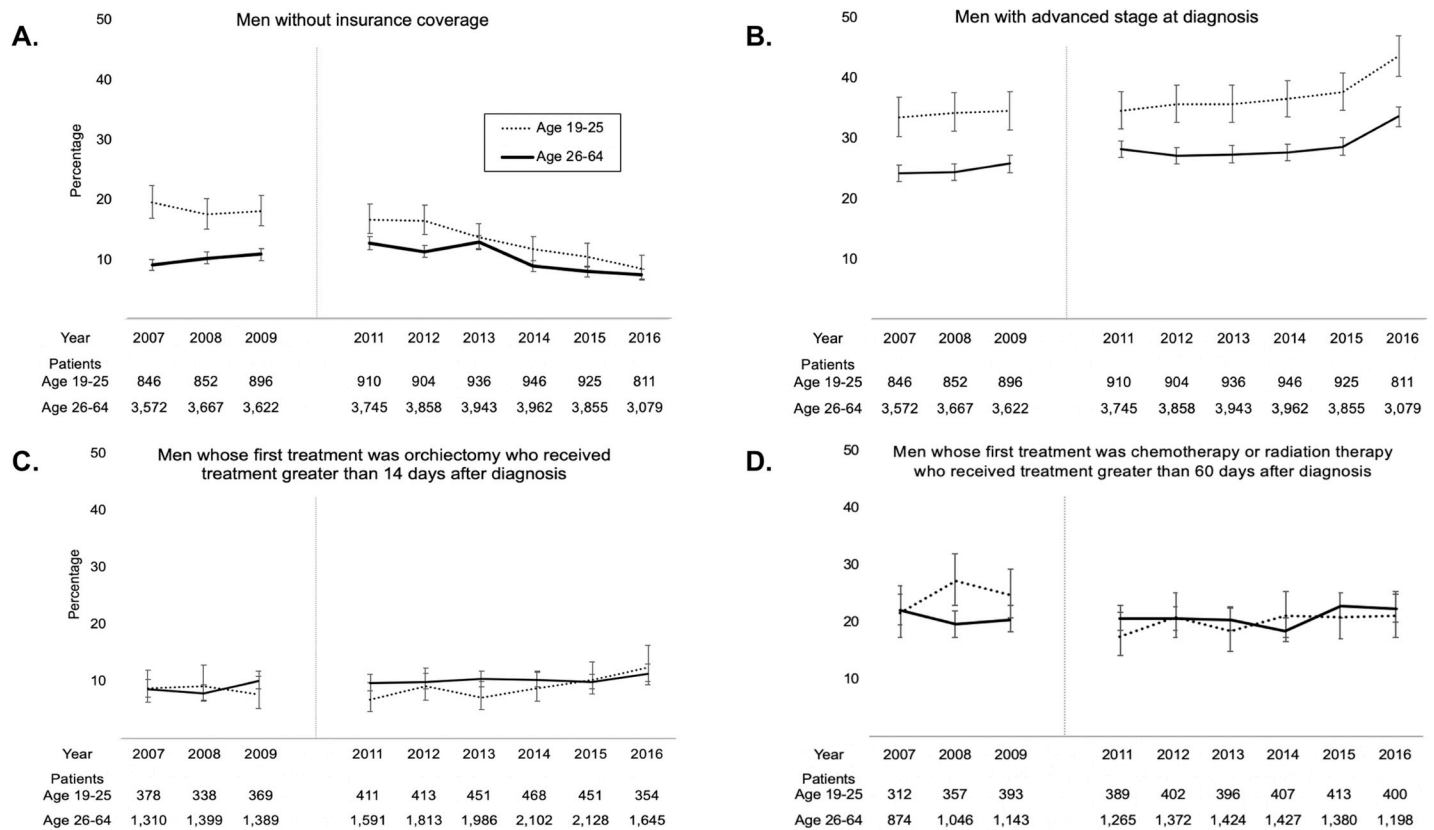 A.
Men without insurance coverage
50
40
30
20
10
Percentage
Age 19-25
Age 26-64
Year 2007 2008 2009 2011 2012 2013 2014 2015 2016
Patients
Age 19-25 846 852 896 910 904 936 946 925 811
Age 26-64 3,572 3,667 3,622 3,745 3,858 3,943 3,962 3,855 3,079
B.
Men with advanced stage at diagnosis
50
40
30
20
10
Year 2007 2008 2009 2011 2012 2013 2014 2015 2016
Patients
Age 19-25 846 852 896 910 904 936 946 925 811
Age 26-64 3,572 3,667 3,622 3,745 3,858 3,943 3,962 3,855 3,079
C.
Men whose first treatment was orchiectomy who received
treatment greater than 14 days after diagnosis
50
40
30
20
10
Percentage
Year 2007 2008 2009 2011 2012 2013 2014 2015 2016
Patients
Age 19-25 378 338 369 411 413 451 468 451 354
Age 26-64 1,310 1,399 1,389 1,591 1,813 1,986 2,102 2,128 1,645
D.
Men whose first treatment was chemotherapy or radiation therapy
who received treatment greater than 60 days after diagnosis
50
40
30
20
10
Year 2007 2008 2009 2011 2012 2013 2014 2015 2016
Patients
Age 19-25 312 357 393 389 402 396 407 413 400
Age 26-64 874 1,046 1,143 1,265 1,372 1,424 1,427 1,380 1,198